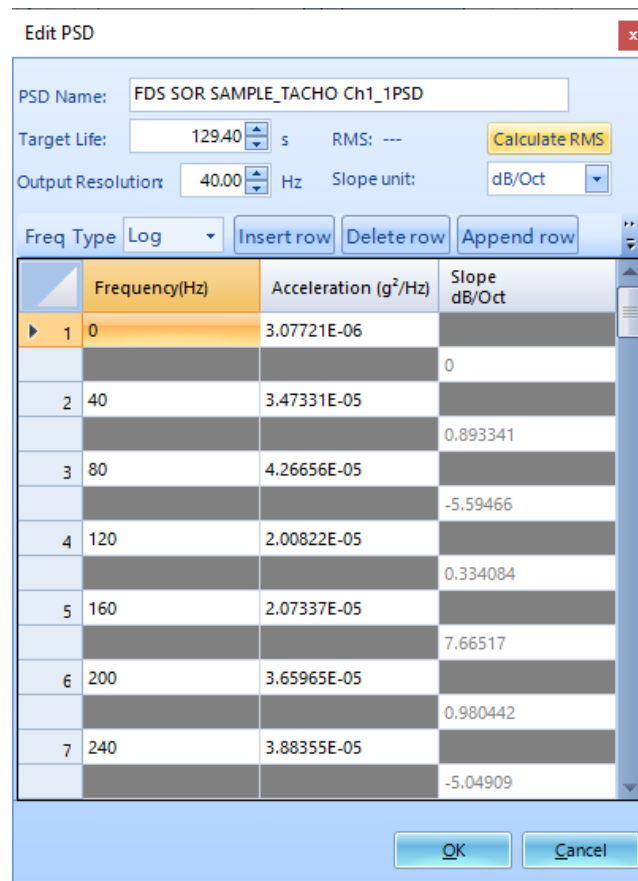 Edit PSD
x
PSD Name: FDS SOR SAMPLE_TACHO Ch1_1PSD
Target Life: 129.40 s RMS: --- Calculate RMS
Output Resolution: 40.00 Hz Slope unit: dB/Oct
Freq Type Log Insert row Delete row Append row
Frequency(Hz) Acceleration (g²/Hz) Slope dB/Oct
1 0 3.07721E-06
0
2 40 3.47331E-05
0.893341
3 80 4.26656E-05
-5.59466
4 120 2.00822E-05
0.334084
5 160 2.07337E-05
7.66517
6 200 3.65965E-05
0.980442
7 240 3.88355E-05
-5.04909
OK Cancel